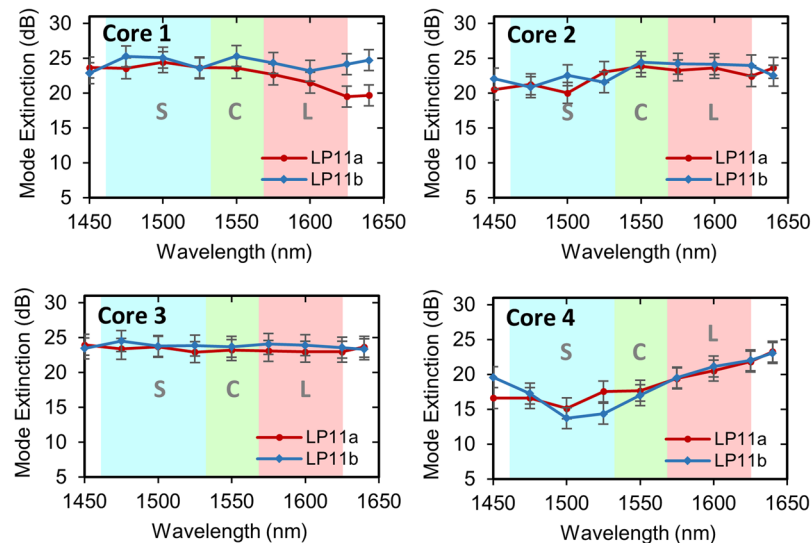 Core 1
Mode Extinction (dB)
30
25
20
15
10
5
S
C
L
LP11a
LP11b
1450
1500
1550
1600
1650
Wavelength (nm)
Core 2
Mode Extinction (dB)
30
25
20
15
10
5
S
C
L
LP11a
LP11b
1450
1500
1550
1600
1650
Wavelength (nm)
Core 3
Mode Extinction (dB)
30
25
20
15
10
5
S
C
L
LP11a
LP11b
1450
1500
1550
1600
1650
Wavelength (nm)
Core 4
Mode Extinction (dB)
30
25
20
15
10
5
S
C
L
LP11a
LP11b
1450
1500
1550
1600
1650
Wavelength (nm)